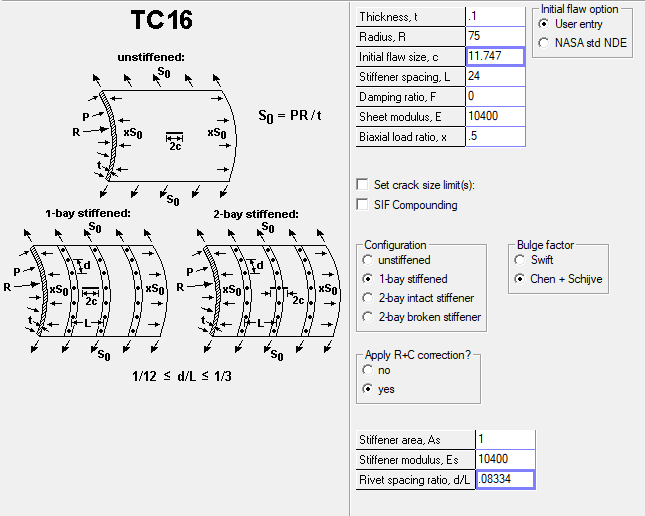 TC16
unstiffened:
S0
P
R
xS0
xS0
2c
t
S0
S0 = PR / t
1-bay stiffened:
S0
d
P
R
xS0
xS0
2c
L
t
S0
2-bay stiffened:
S0
d
P
R
xS0
xS0
2c
L
t
S0
1/12 ≤ d/L ≤ 1/3
Thickness, t .1
Radius, R 75
Initial flaw size, c 11.747
Stiffener spacing, L 24
Damping ratio, F 0
Sheet modulus, E 10400
Biaxial load ratio, x .5
Initial flaw option
User entry
NASA std NDE
Set crack size limit(s):
SIF Compounding
Configuration
unstiffened
1-bay stiffened
2-bay intact stiffener
2-bay broken stiffener
Bulge factor
Swift
Chen + Schijve
Apply R+C correction?
no
yes
Stiffener area, As 1
Stiffener modulus, Es 10400
Rivet spacing ratio, d/L .08334